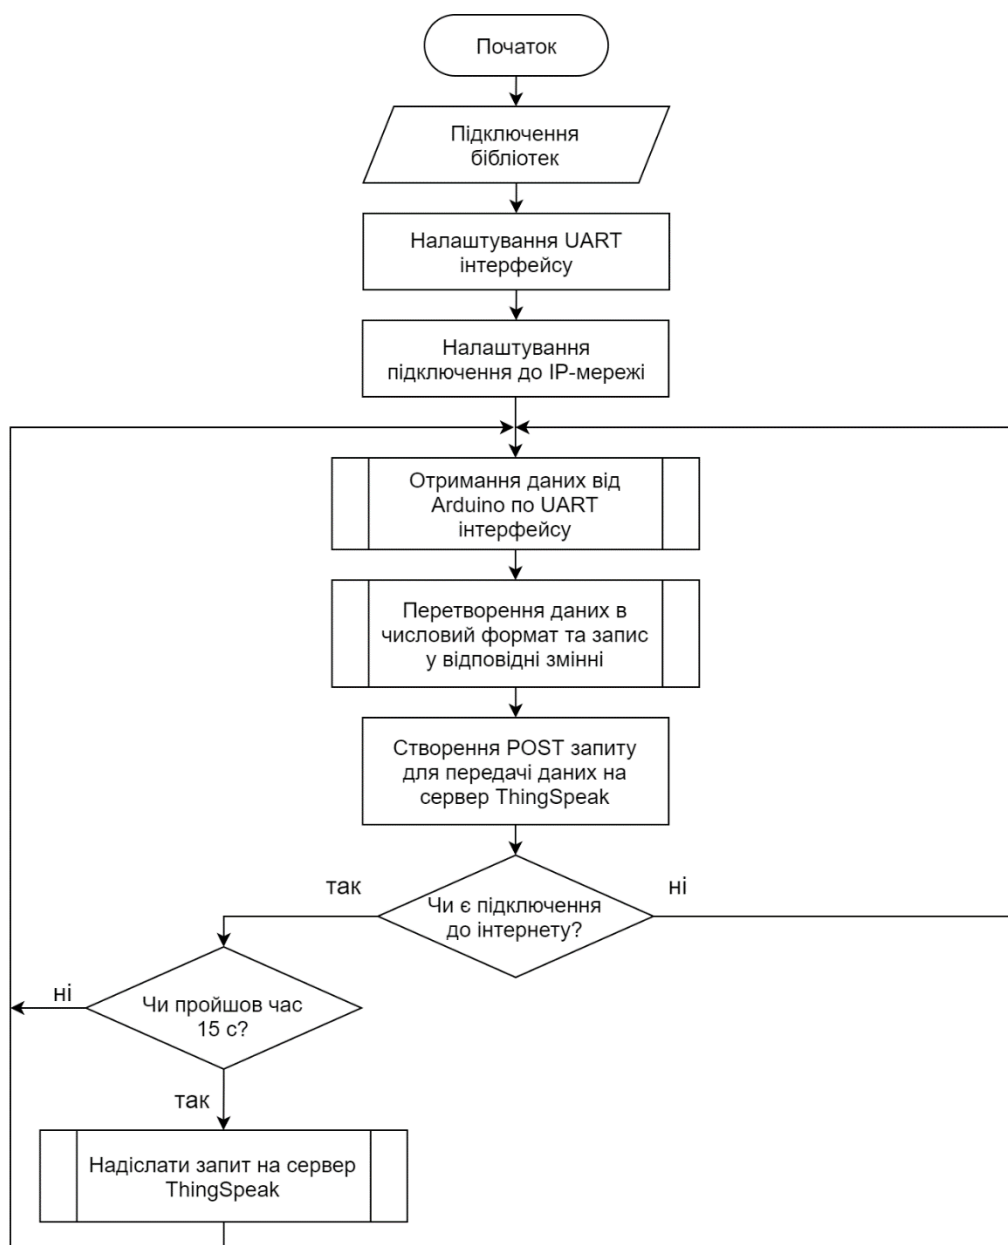 Початок
Підключення
бібліотек
Налаштування UART
інтерфейсу
Налаштування
підключення до IP-мережі
Отримання даних від
Arduino по UART
інтерфейсу
Перетворення даних в
числовий формат та запис
у відповідні змінні
Створення POST запиту
для передачі даних на
сервер ThingSpeak
так
ні
Чи є підключення
до інтернету?
ні
Чи пройшов час
15 с?
так
Надіслати запит на сервер
ThingSpeak